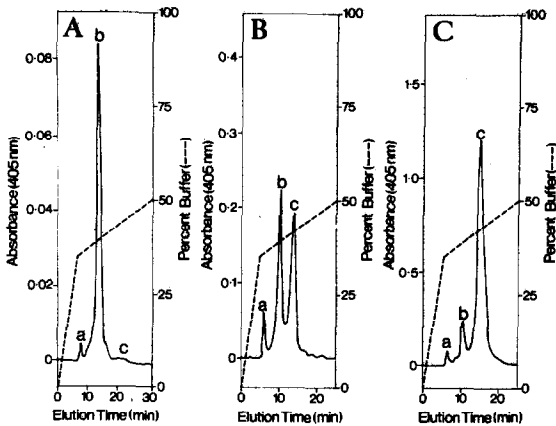 A
b
a
c
0·08
0·06
0·04
0·02
0
100
75
50
25
0
0 10 20 30
Absorbance (405 nm)
Percent Buffer (---)
Elution Time (min)
B
a
b
c
0·4
0·3
0·2
0·1
0
100
75
50
25
0
0 10 20
Absorbance (405 nm)
Percent Buffer (---)
Elution Time (min)
C
a
b
c
1·5
1·0
0·5
0
100
75
50
25
0
0 10 20
Absorbance (405 nm)
Percent Buffer (---)
Elution Time (min)